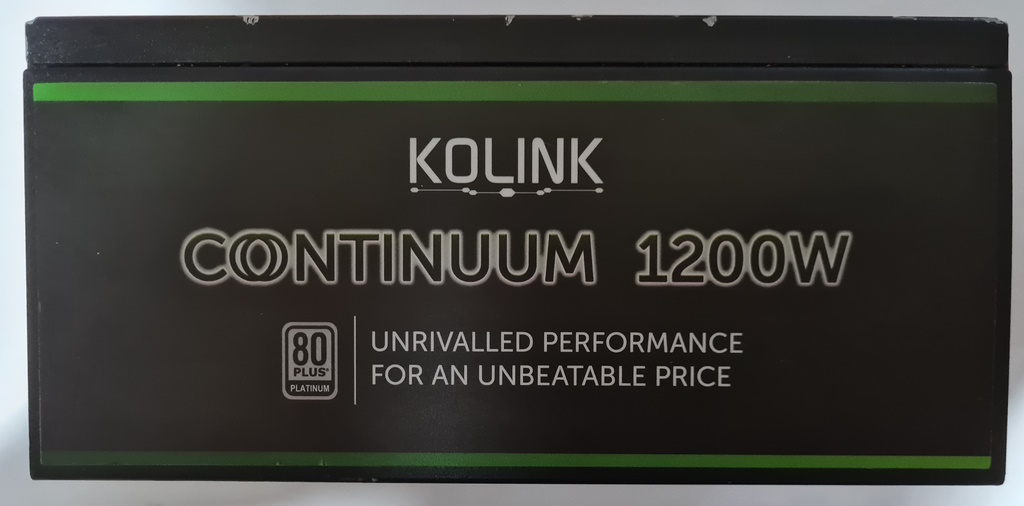 KOLINK
CONTINUUM 1200W
80
PLUS®
PLATINUM
UNRIVALLED PERFORMANCE
FOR AN UNBEATABLE PRICE